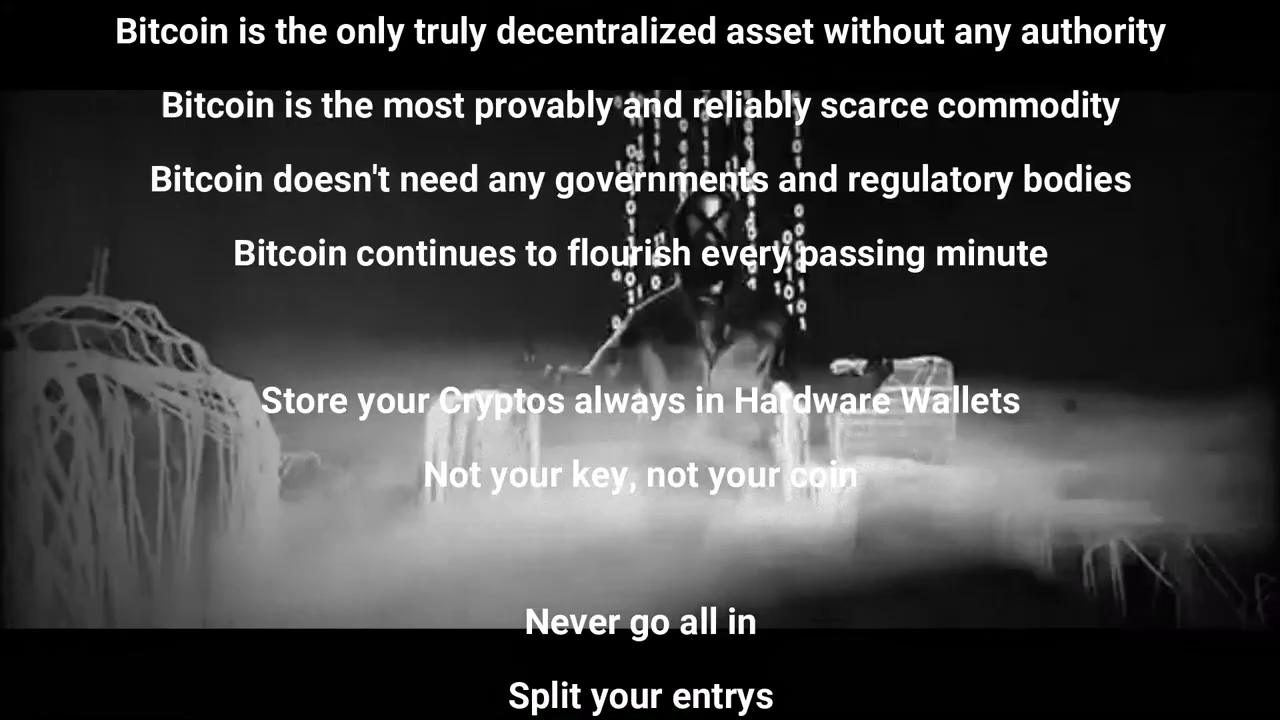 Bitcoin is the only truly decentralized asset without any authority
Bitcoin is the most provably and reliably scarce commodity
Bitcoin doesn't need any governments and regulatory bodies
Bitcoin continues to flourish every passing minute
Store your Cryptos always in Hardware Wallets
Not your key, not your coin
Never go all in
Split your entrys